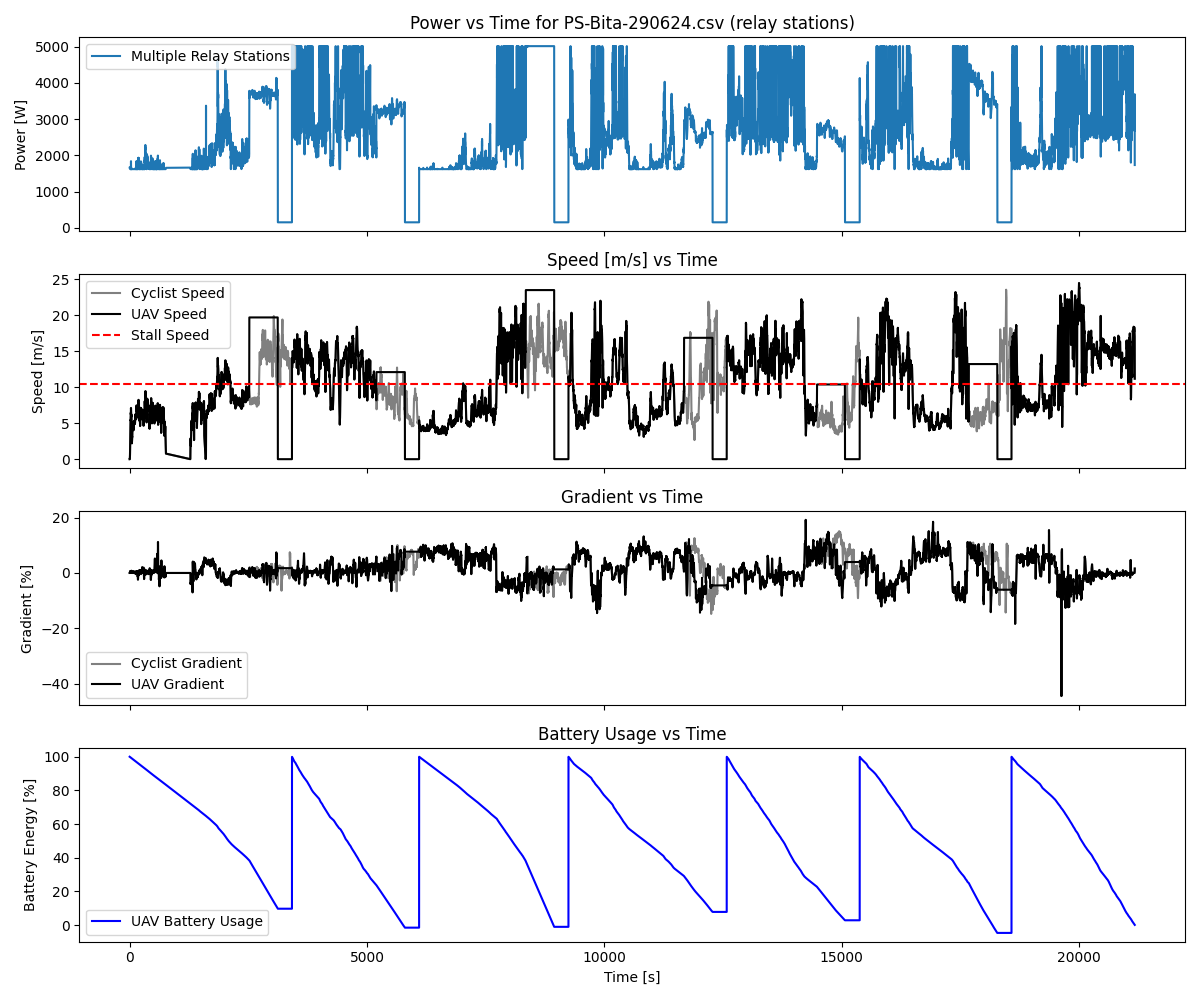 Power vs Time for PS-Bita-290624.csv (relay stations)
Power [W]
5000
4000
3000
2000
1000
0
Multiple Relay Stations
Speed [m/s] vs Time
Speed [m/s]
25
20
15
10
5
0
Cyclist Speed
UAV Speed
Stall Speed
Gradient vs Time
Gradient [%]
20
0
−20
−40
Cyclist Gradient
UAV Gradient
Battery Usage vs Time
Battery Energy [%]
100
80
60
40
20
0
UAV Battery Usage
0 5000 10000 15000 20000
Time [s]